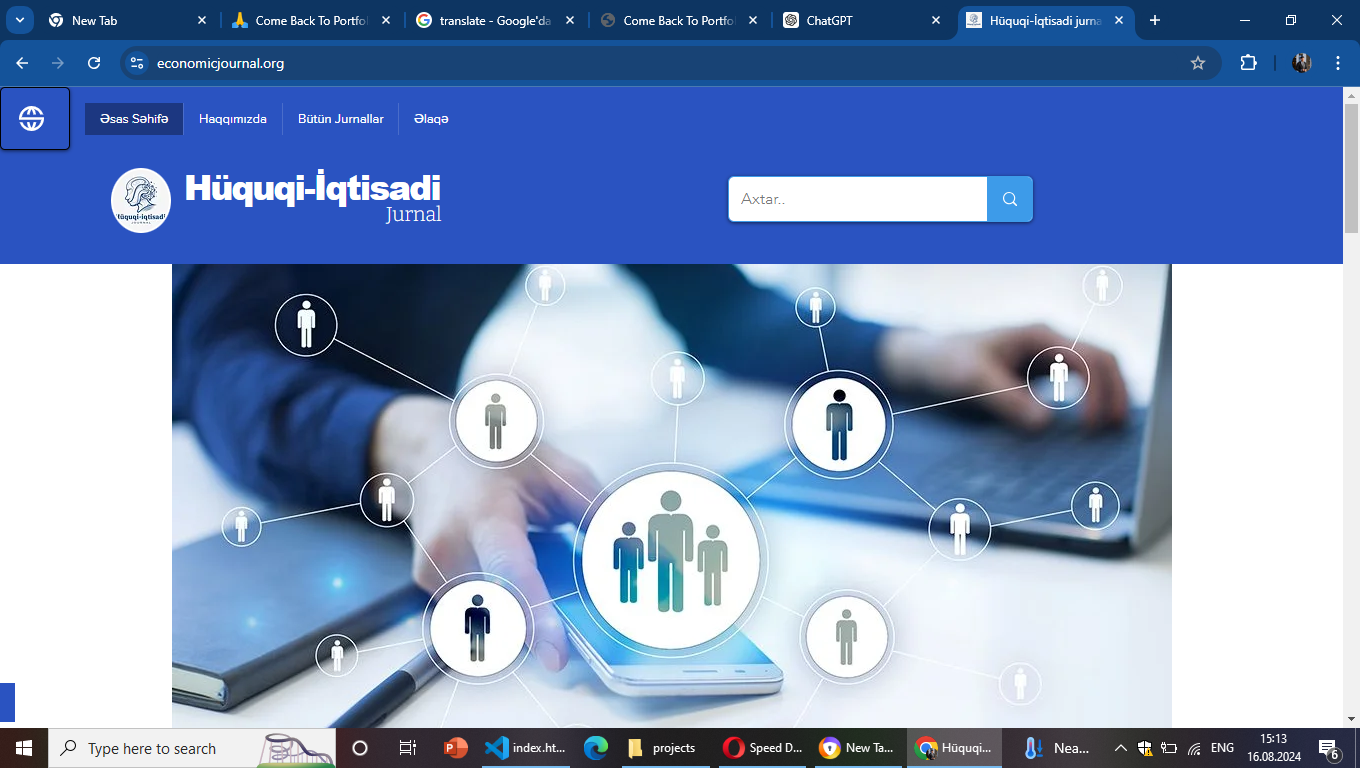 New Tab
Come Back To Portfol
translate - Google'da
Come Back To Portfol
ChatGPT
Hüquqi-İqtisadi jurna
economicjournal.org
Əsas Səhifə
Haqqımızda
Bütün Jurnallar
Əlaqə
Hüquqi-İqtisadi
Jurnal
Axtar..
Type here to search
index.ht...
projects
Speed D...
New Ta...
Hüquqi...
Nea...
ENG
15:13
16.08.2024
6